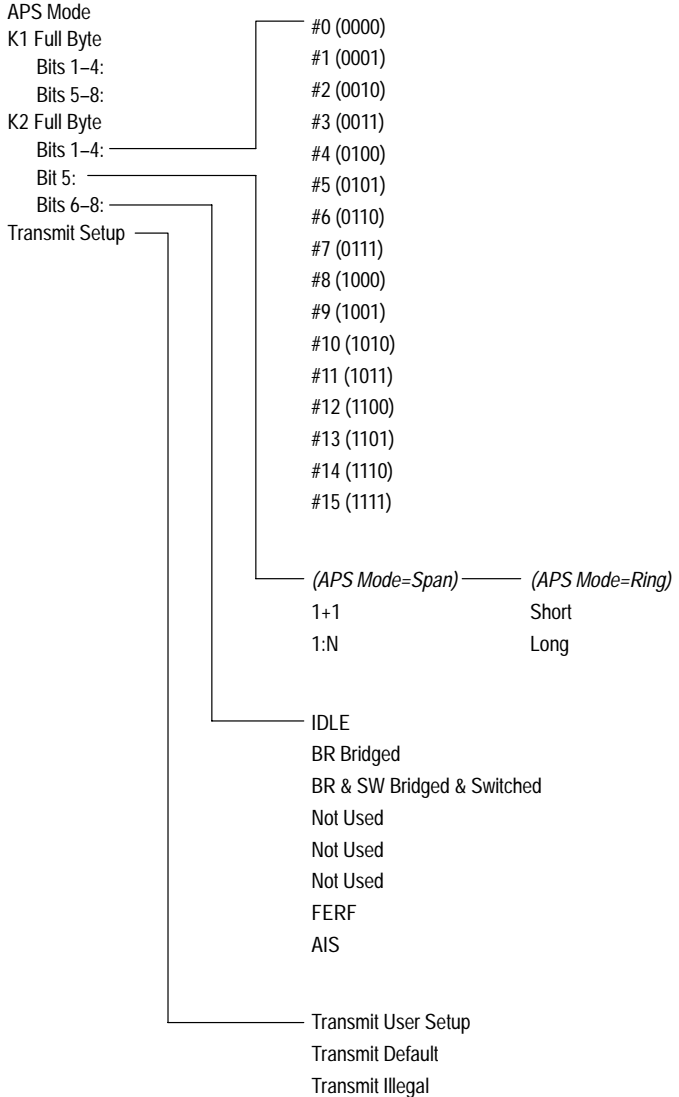 APS Mode
K1 Full Byte
Bits 1–4:
Bits 5–8:
K2 Full Byte
Bits 1–4:
Bit 5:
Bits 6–8:
Transmit Setup
#0 (0000)
#1 (0001)
#2 (0010)
#3 (0011)
#4 (0100)
#5 (0101)
#6 (0110)
#7 (0111)
#8 (1000)
#9 (1001)
#10 (1010)
#11 (1011)
#12 (1100)
#13 (1101)
#14 (1110)
#15 (1111)
(APS Mode=Span) (APS Mode=Ring)
1+1 Short
1:N Long
IDLE
BR Bridged
BR & SW Bridged & Switched
Not Used
Not Used
Not Used
FERF
AIS
Transmit User Setup
Transmit Default
Transmit Illegal